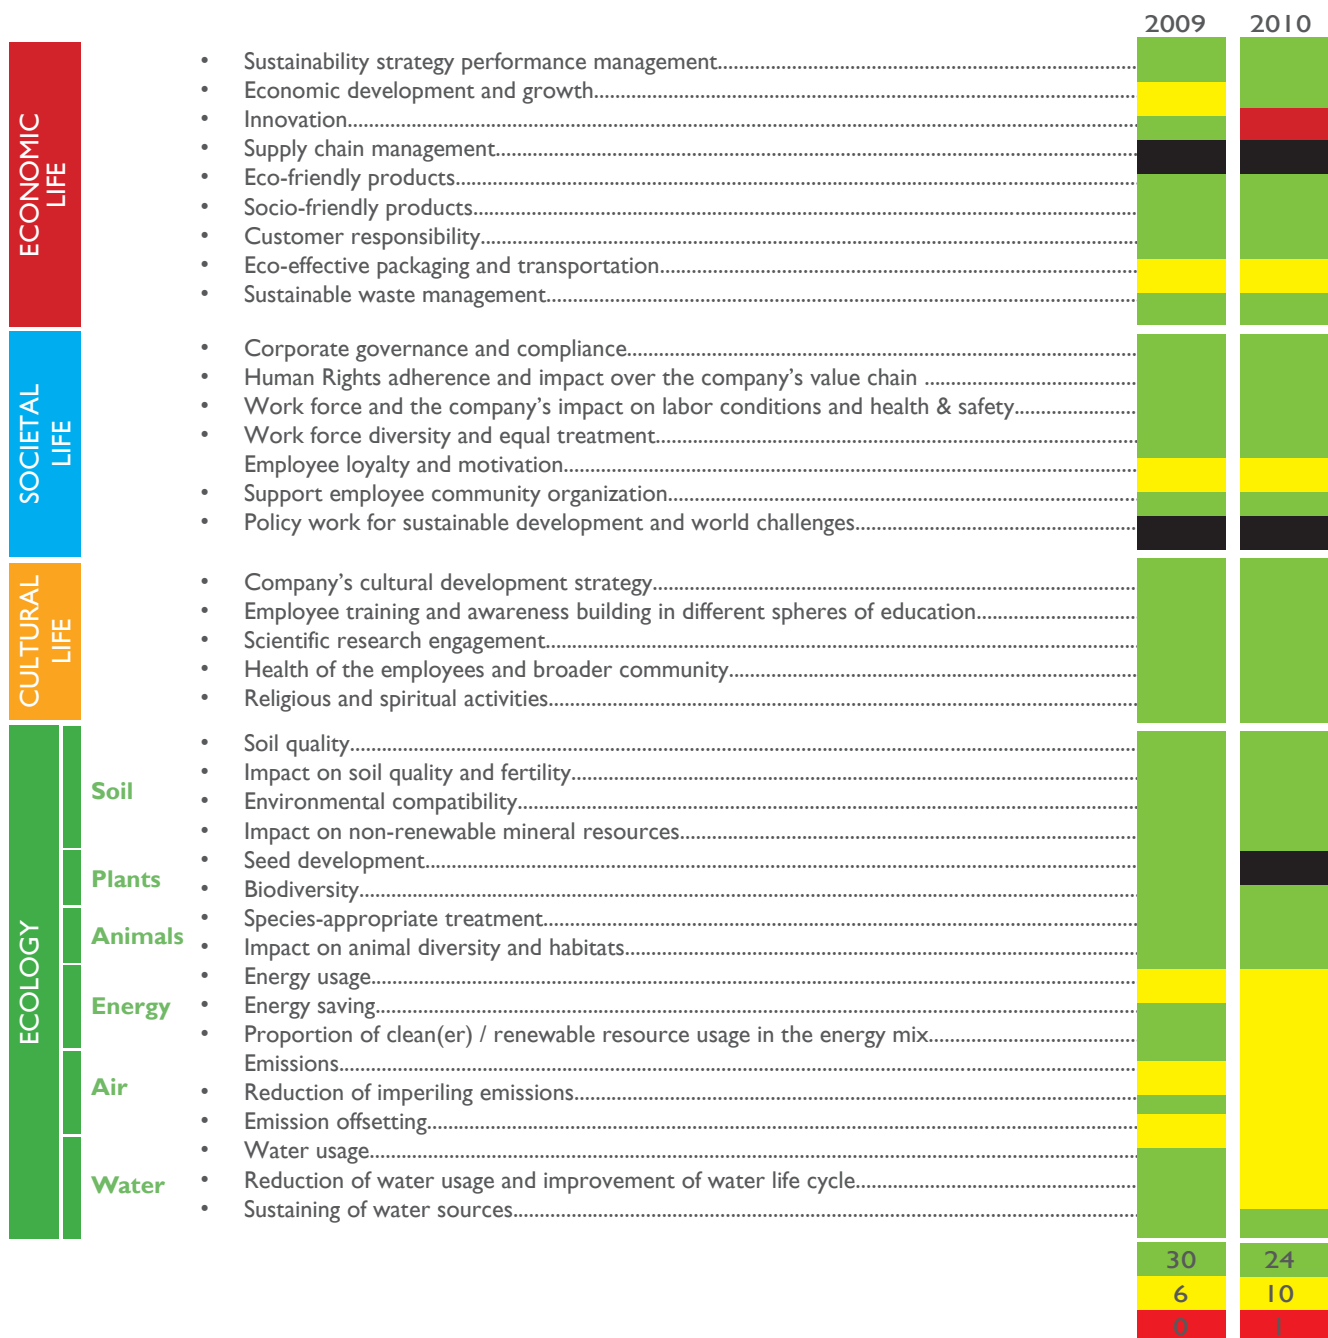 2009 2010
ECONOMIC
LIFE
• Sustainability strategy performance management
• Economic development and growth
• Innovation
• Supply chain management
• Eco-friendly products
• Socio-friendly products
• Customer responsibility
• Eco-effective packaging and transportation
• Sustainable waste management
SOCIETAL
LIFE
• Corporate governance and compliance
• Human Rights adherence and impact over the company's value chain
• Work force and the company's impact on labor conditions and health & safety
• Work force diversity and equal treatment
Employee loyalty and motivation
• Support employee community organization
• Policy work for sustainable development and world challenges
CULTURAL
LIFE
• Company's cultural development strategy
• Employee training and awareness building in different spheres of education
• Scientific research engagement
• Health of the employees and broader community
• Religious and spiritual activities
ECOLOGY
Soil
• Soil quality
• Impact on soil quality and fertility
• Environmental compatibility
• Impact on non-renewable mineral resources
Plants
• Seed development
• Biodiversity
Animals
• Species-appropriate treatment
• Impact on animal diversity and habitats
Energy
• Energy usage
• Energy saving
• Proportion of clean(er) / renewable resource usage in the energy mix
Air
Emissions
• Reduction of imperiling emissions
• Emission offsetting
Water
• Water usage
• Reduction of water usage and improvement of water life cycle
• Sustaining of water sources
30 24
6 10
0 1